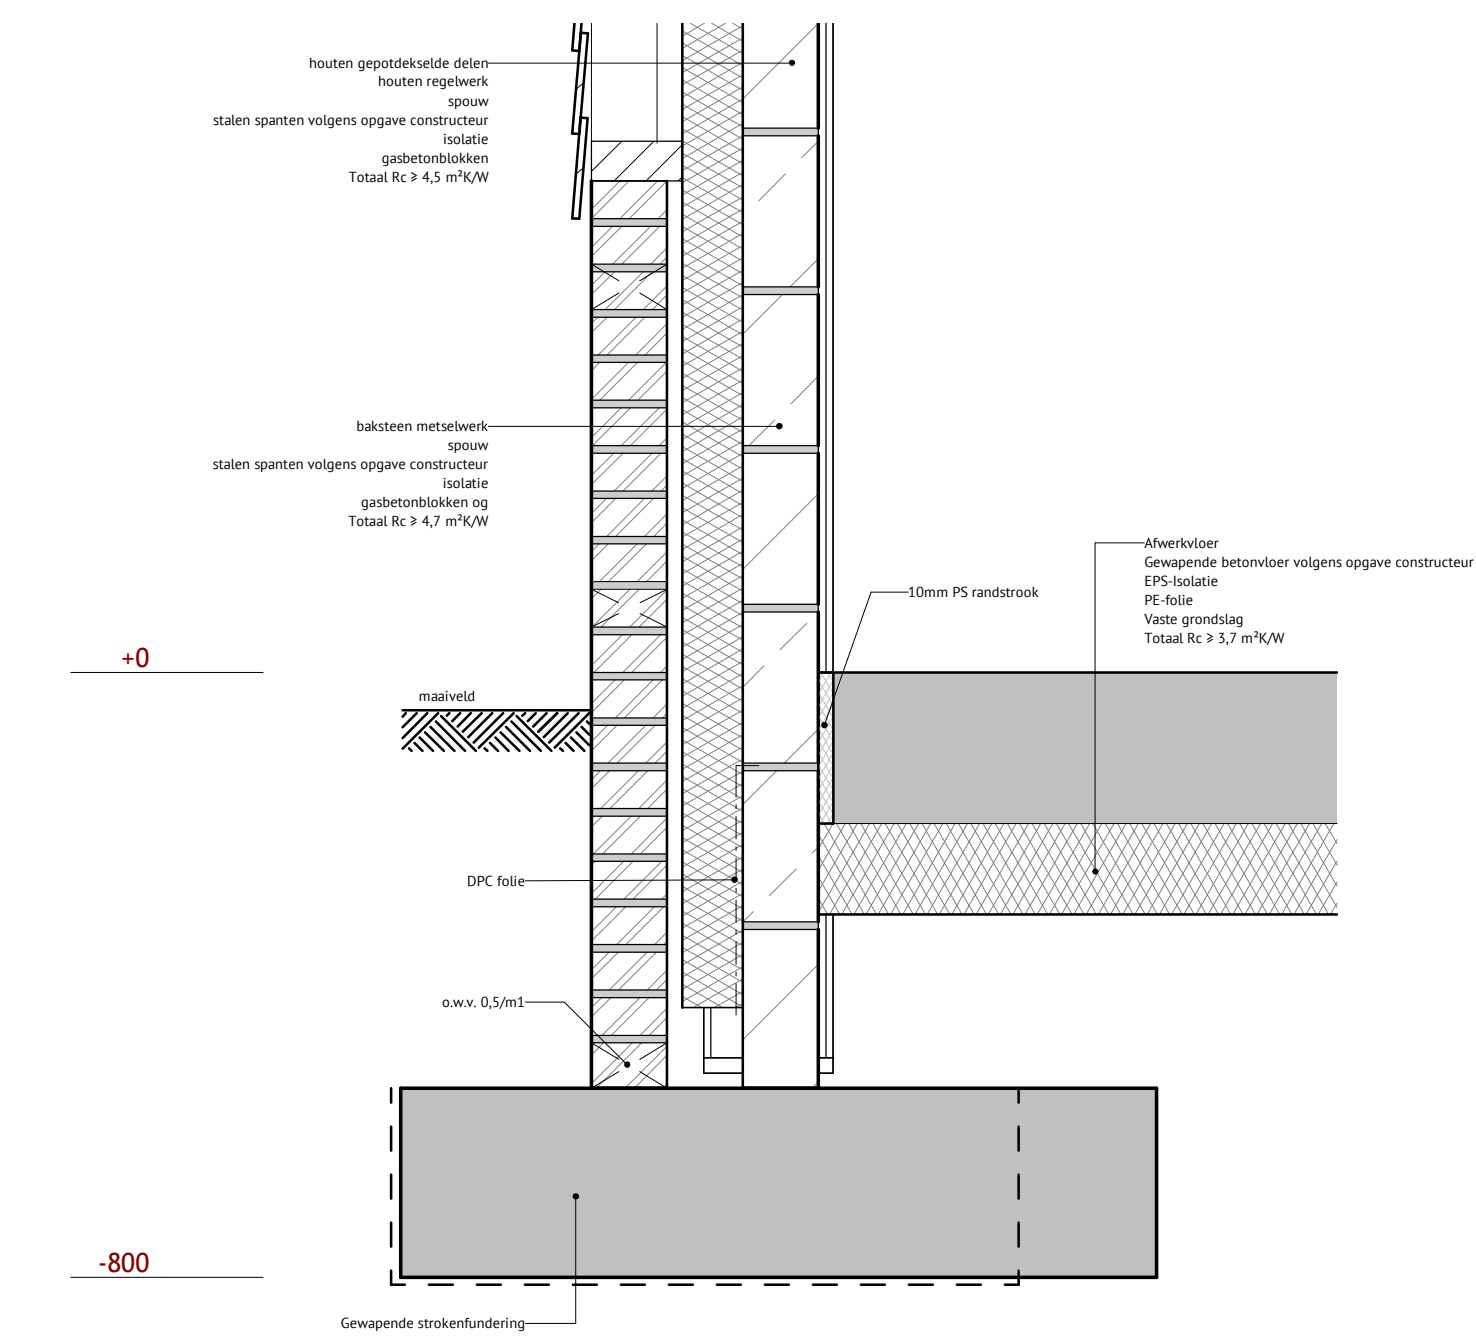 houten gepotdekselde delen
houten regelwerk
spouw
stalen spanten volgens opgave constructeur
isolatie
gasbetonblokken
Totaal Rc ≥ 4,5 m²K/W
baksteen metselwerk
spouw
stalen spanten volgens opgave constructeur
isolatie
gasbetonblokken og
Totaal Rc ≥ 4,7 m²K/W
Afwerkvloer
Gewapende betonvloer volgens opgave constructeur
EPS-Isolatie
PE-folie
Vaste grondslag
Totaal Rc ≥ 3,7 m²K/W
10mm PS randstrook
+0
maaiveld
DPC folie
o.w.v. 0,5/m1
-800
Gewapende strokenfundering